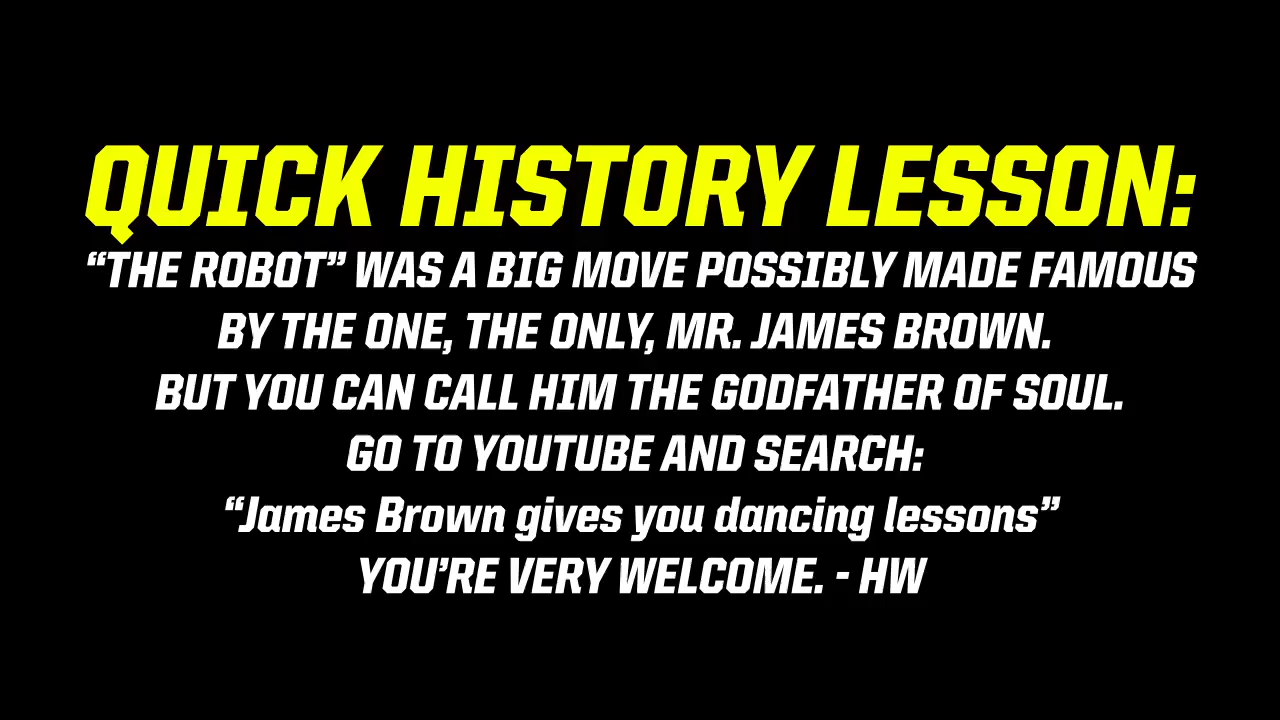 QUICK HISTORY LESSON:
“THE ROBOT” WAS A BIG MOVE POSSIBLY MADE FAMOUS
BY THE ONE, THE ONLY, MR. JAMES BROWN.
BUT YOU CAN CALL HIM THE GODFATHER OF SOUL.
GO TO YOUTUBE AND SEARCH:
“James Brown gives you dancing lessons”
YOU’RE VERY WELCOME. - HW